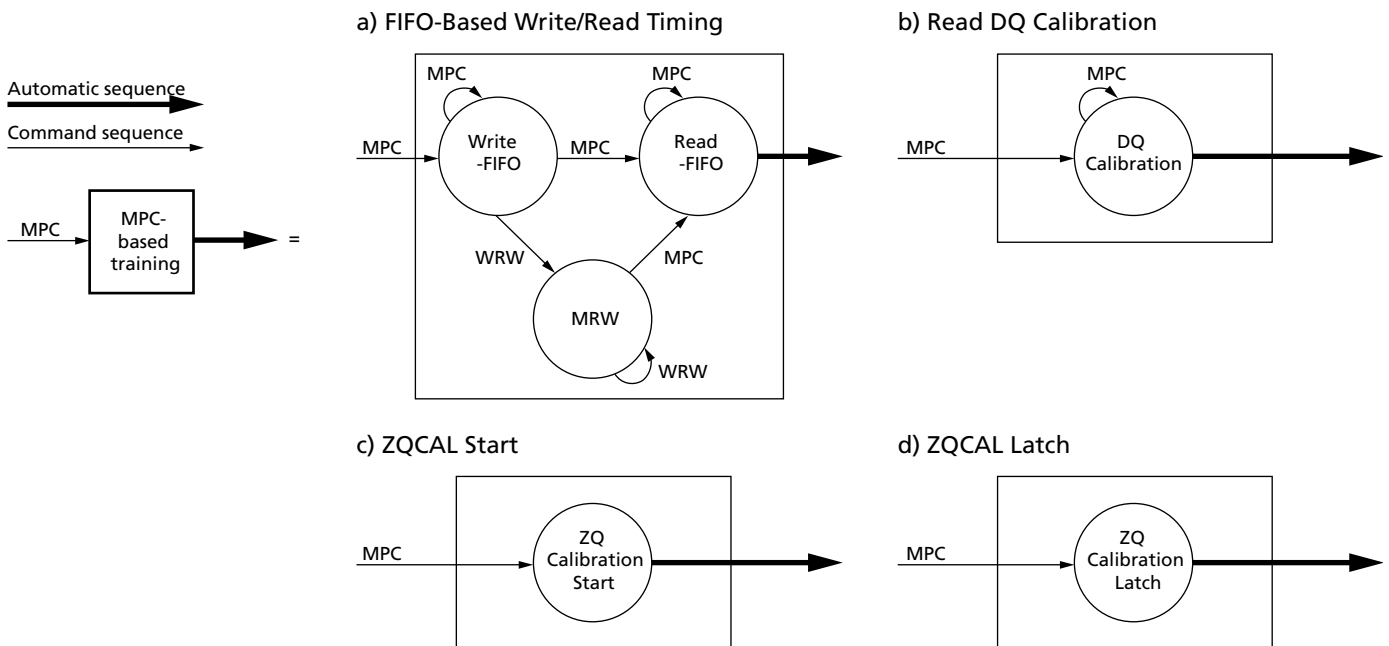 a) FIFO-Based Write/Read Timing
b) Read DQ Calibration
Automatic sequence
Command sequence
MPC
MPC-
based
training
=
MPC
MPC
MPC
Write
-FIFO
MPC
Read
-FIFO
WRW
MPC
MRW
WRW
MPC
MPC
DQ
Calibration
c) ZQCAL Start
d) ZQCAL Latch
MPC
ZQ
Calibration
Start
MPC
ZQ
Calibration
Latch